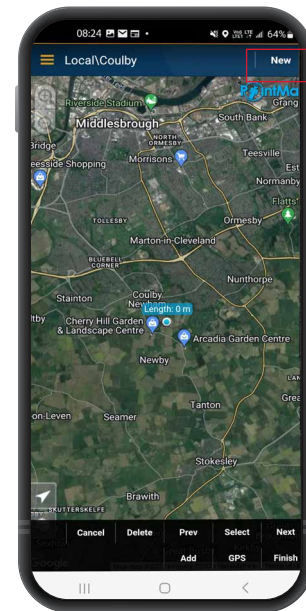 08:24
64%
Local\Coulby
New
PointMa
Riverside Stadium
Grang
Middlesbrough
South Bank
NORTH
ORMESBY
Bridge
Teesville
eesside Shopping
Morrisons
Est
Normanby
Flatts
TOLLESBY
Ormesby
Marton-in-Cleveland
BLUEBELL
CORNER
Nunthorpe
Stainton
Coulby
Newham
Length: 0 m
ltby
Cherry Hill Garden
& Landscape Centre
Arcadia Garden Centre
Newby
LAN
Tanton
Grea
on-Leven
Seamer
Stokesley
Brawith
SKUTTERSKELFE
Cancel Delete Prev Select Next
Add GPS Finish